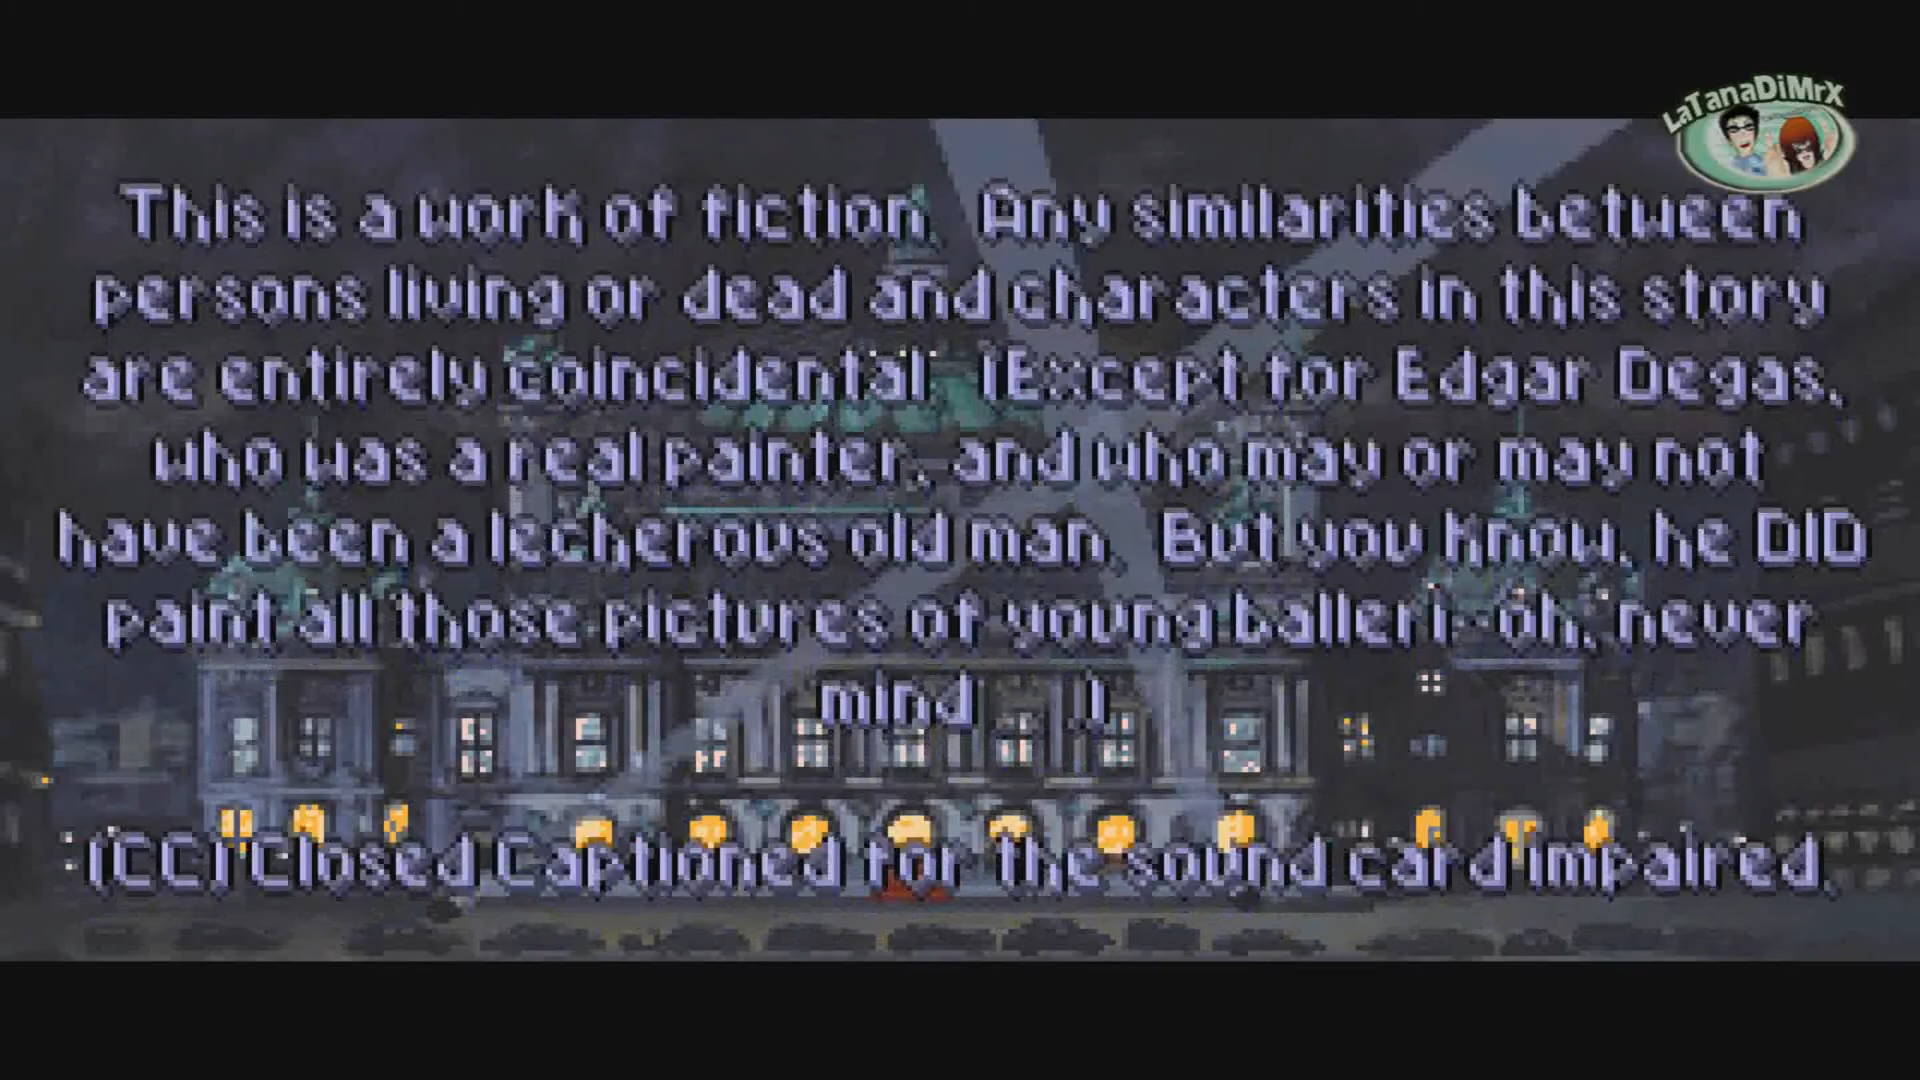 LaTanaDiMrX
This is a work of fiction. Any similarities between
persons living or dead and characters in this story
are entirely coincidental. (Except for Edgar Degas,
who was a real painter, and who may or may not
have been a lecherous old man. But you know, he DID
paint all those pictures of young balleri--oh, never
mind...)
(CC) Closed Captioned for the sound card impaired.